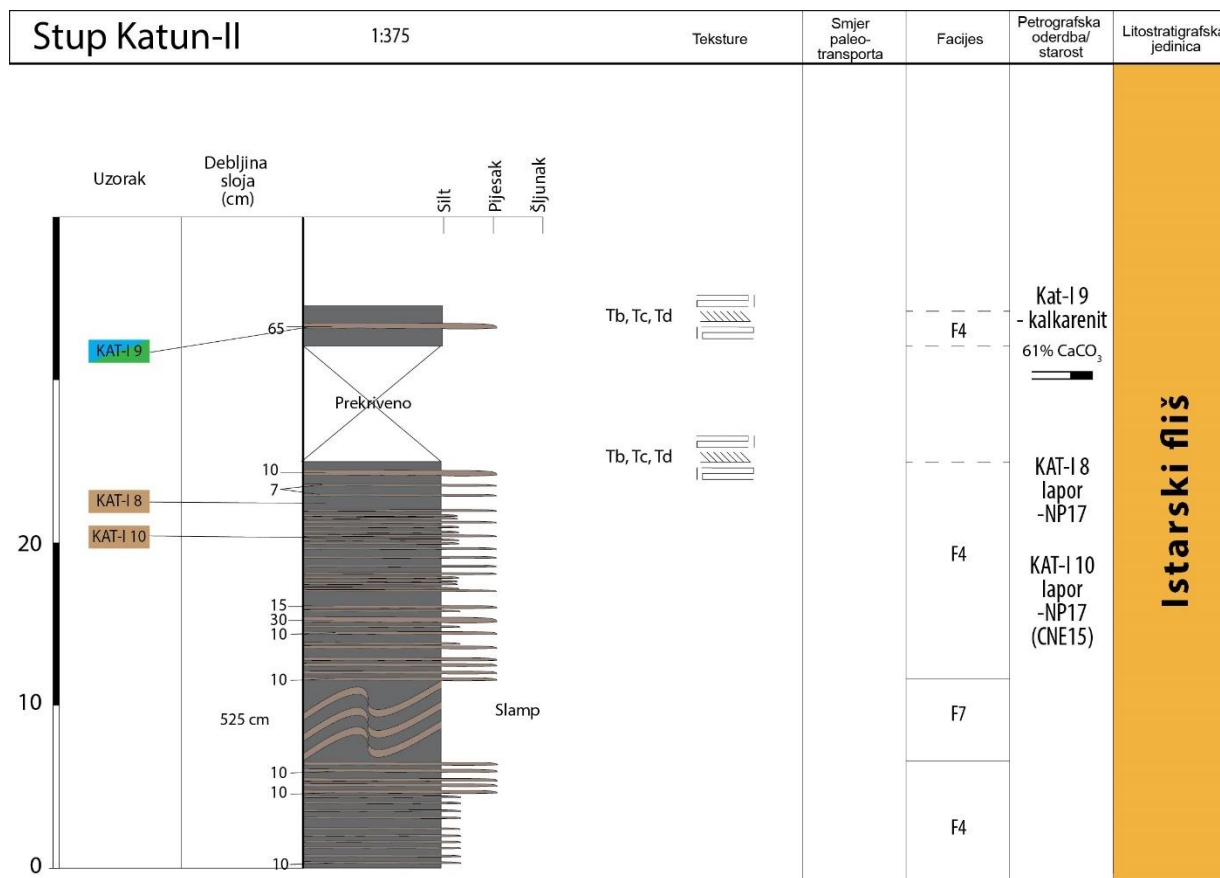 Stup Katun-II
1:375
Teksture
Smjer
paleo-
transporta
Facijes
Petrografska
oderdba/
starost
Litostratigrafska
jedinica
Uzorak
Debljina
sloja
(cm)
Silt
Pijesak
Šljunak
65
KAT-I 9
Tb, Tc, Td
F4
Kat-I 9
- kalkarenit
61% CaCO₃
Prekriveno
10
7
KAT-I 8
KAT-I 10
Tb, Tc, Td
KAT-I 8
lapor
-NP17
20
F4
KAT-I 10
lapor
-NP17
(CNE15)
15
30
10
10
10
525 cm
Slamp
F7
10
10
F4
10
0
Istarski fliš